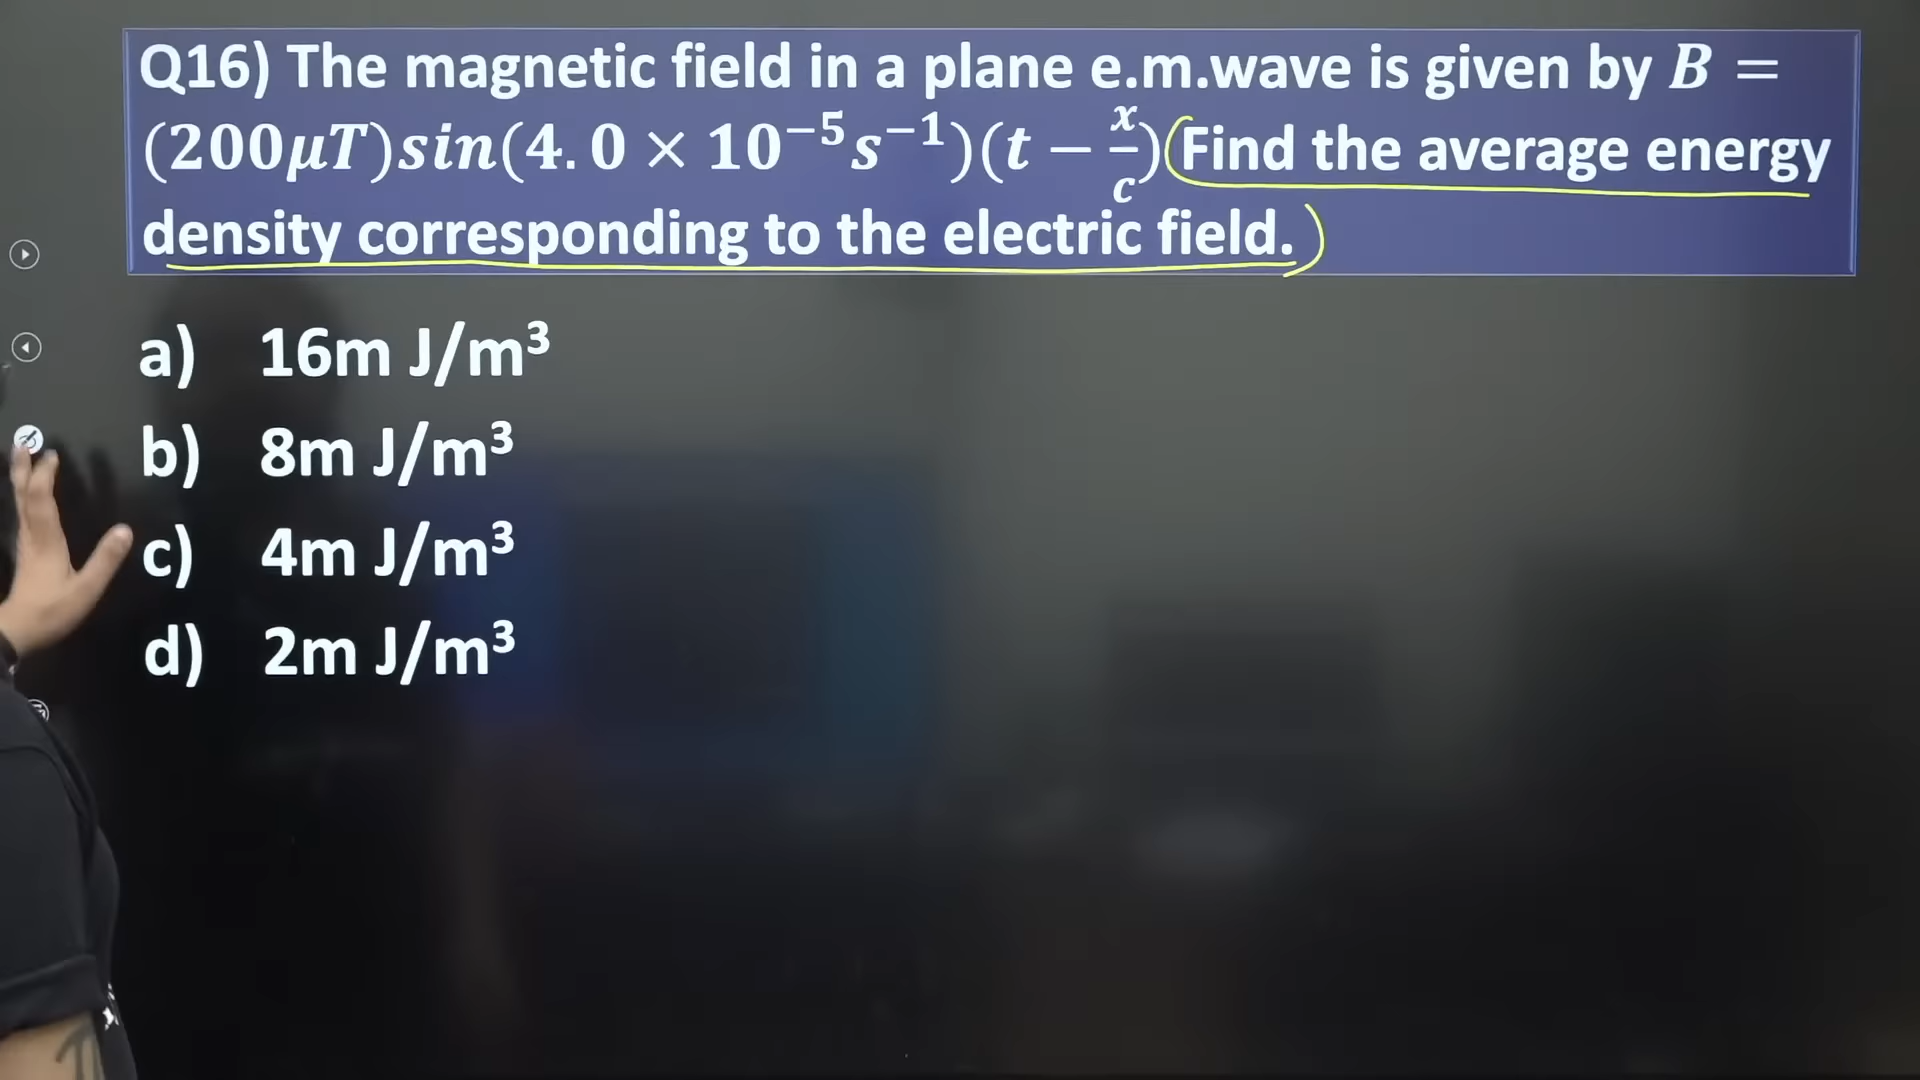 Q16) The magnetic field in a plane e.m.wave is given by B =
(200μT)sin(4.0 × 10⁻⁵s⁻¹)(t − x/c) Find the average energy
density corresponding to the electric field.
a) 16m J/m³
b) 8m J/m³
c) 4m J/m³
d) 2m J/m³